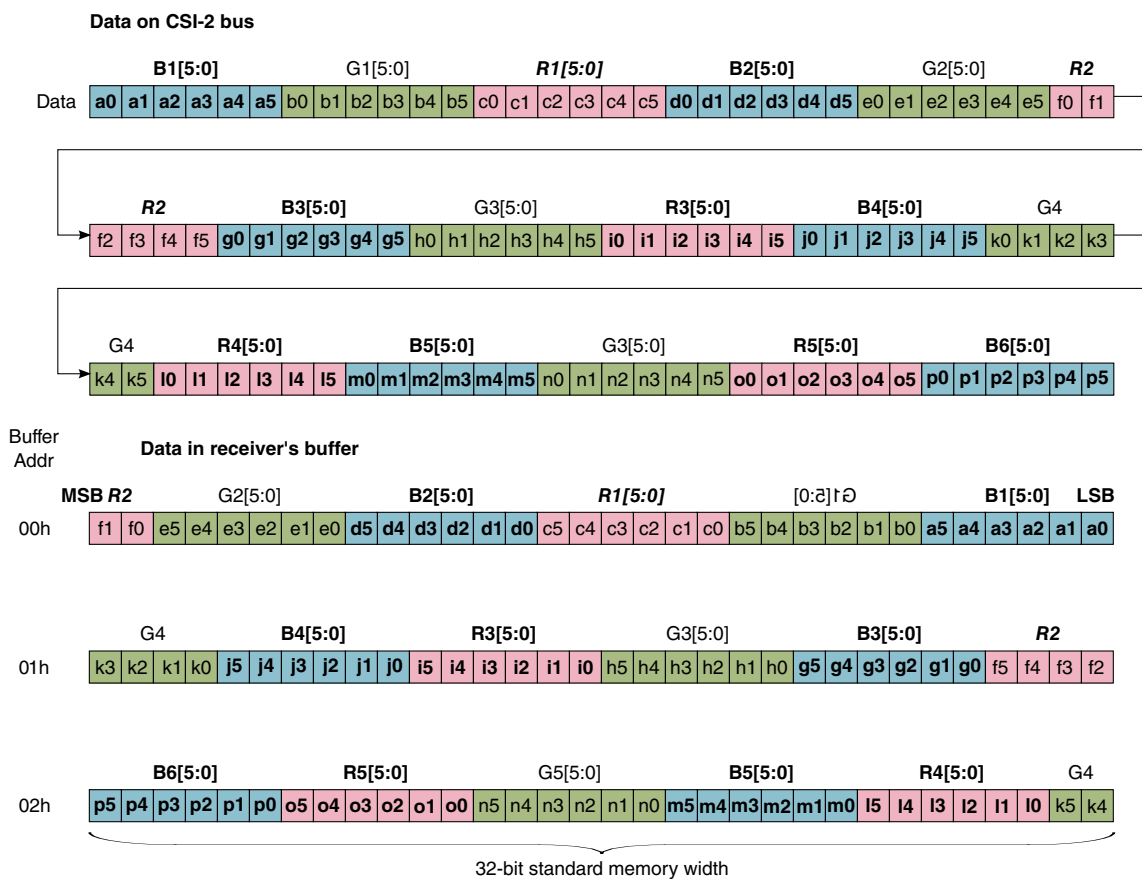 Data on CSI-2 bus
B1[5:0] G1[5:0] R1[5:0] B2[5:0] G2[5:0] R2
Data a0 a1 a2 a3 a4 a5 b0 b1 b2 b3 b4 b5 c0 c1 c2 c3 c4 c5 d0 d1 d2 d3 d4 d5 e0 e1 e2 e3 e4 e5 f0 f1
R2 B3[5:0] G3[5:0] R3[5:0] B4[5:0] G4
f2 f3 f4 f5 g0 g1 g2 g3 g4 g5 h0 h1 h2 h3 h4 h5 i0 i1 i2 i3 i4 i5 j0 j1 j2 j3 j4 j5 k0 k1 k2 k3
G4 R4[5:0] B5[5:0] G3[5:0] R5[5:0] B6[5:0]
k4 k5 l0 l1 l2 l3 l4 l5 m0 m1 m2 m3 m4 m5 n0 n1 n2 n3 n4 n5 o0 o1 o2 o3 o4 o5 p0 p1 p2 p3 p4 p5
Buffer
Addr
Data in receiver's buffer
MSB R2 G2[5:0] B2[5:0] R1[5:0] G1[5:0] B1[5:0] LSB
00h f1 f0 e5 e4 e3 e2 e1 e0 d5 d4 d3 d2 d1 d0 c5 c4 c3 c2 c1 c0 b5 b4 b3 b2 b1 b0 a5 a4 a3 a2 a1 a0
G4 B4[5:0] R3[5:0] G3[5:0] B3[5:0] R2
01h k3 k2 k1 k0 j5 j4 j3 j2 j1 j0 i5 i4 i3 i2 i1 i0 h5 h4 h3 h2 h1 h0 g5 g4 g3 g2 g1 g0 f5 f4 f3 f2
B6[5:0] R5[5:0] G5[5:0] B5[5:0] R4[5:0] G4
02h p5 p4 p3 p2 p1 p0 o5 o4 o3 o2 o1 o0 n5 n4 n3 n2 n1 n0 m5 m4 m3 m2 m1 m0 l5 l4 l3 l2 l1 l0 k5 k4
32-bit standard memory width